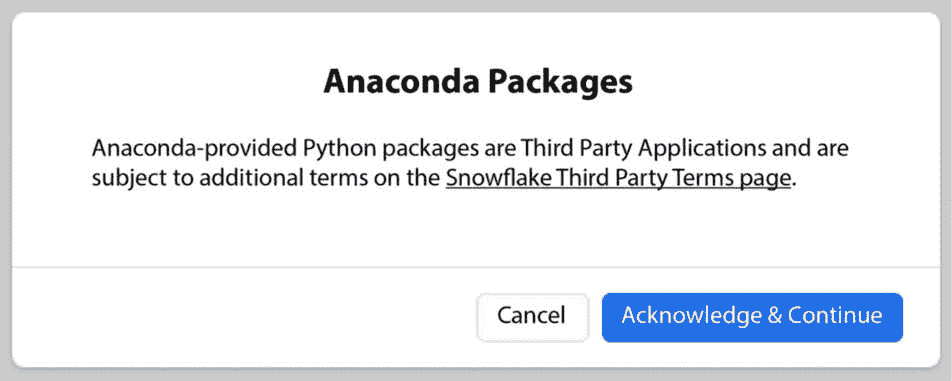 Anaconda Packages
Anaconda-provided Python packages are Third Party Applications and are
subject to additional terms on the Snowflake Third Party Terms page.
Cancel
Acknowledge & Continue